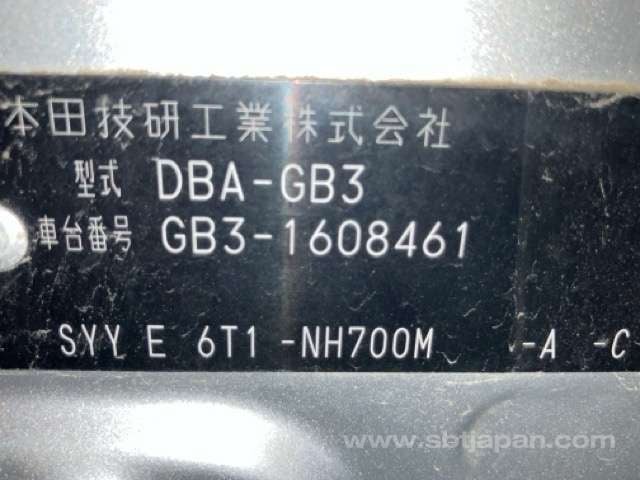 本田技研工業株式会社
型式 DBA-GB3
車台番号 GB3-1608461
SYY E 6T1 -NH700M -A -C
www.sbtjapan.com